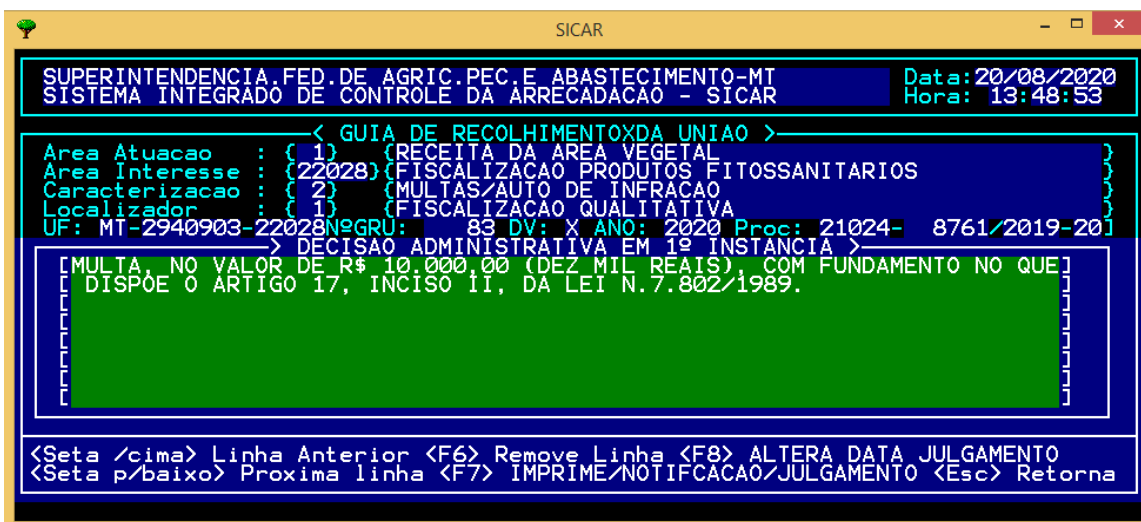 SICAR
SUPERINTENDENCIA.FED.DE AGRIC.PEC.E ABASTECIMENTO-MT Data:20/08/2020
SISTEMA INTEGRADO DE CONTROLE DA ARRECADACAO - SICAR Hora: 13:48:53
< GUIA DE RECOLHIMENTOXDA UNIAO >
Area Atuacao : { 1} {RECEITA DA AREA VEGETAL }
Area Interesse : {22028}{FISCALIZACAO PRODUTOS FITOSSANITARIOS }
Caracterizacao : { 2} {MULTAS/AUTO DE INFRACAO }
Localizador : { 1} {FISCALIZACAO QUALITATIVA }
UF: MT-2940903-22028NºGRU: 83 DV: X ANO: 2020 Proc: 21024- 8761/2019-20]
> DECISAO ADMINISTRATIVA EM 1º INSTANCIA >
[MULTA, NO VALOR DE R$ 10.000,00 (DEZ MIL REAIS), COM FUNDAMENTO NO QUE]
[ DISPÕE O ARTIGO 17, INCISO II, DA LEI N.7.802/1989. ]
[ ]
[ ]
[ ]
[ ]
[ ]
[ ]
<Seta /cima> Linha Anterior <F6> Remove Linha <F8> ALTERA DATA JULGAMENTO
<Seta p/baixo> Proxima linha <F7> IMPRIME/NOTIFCACAO/JULGAMENTO <Esc> Retorna